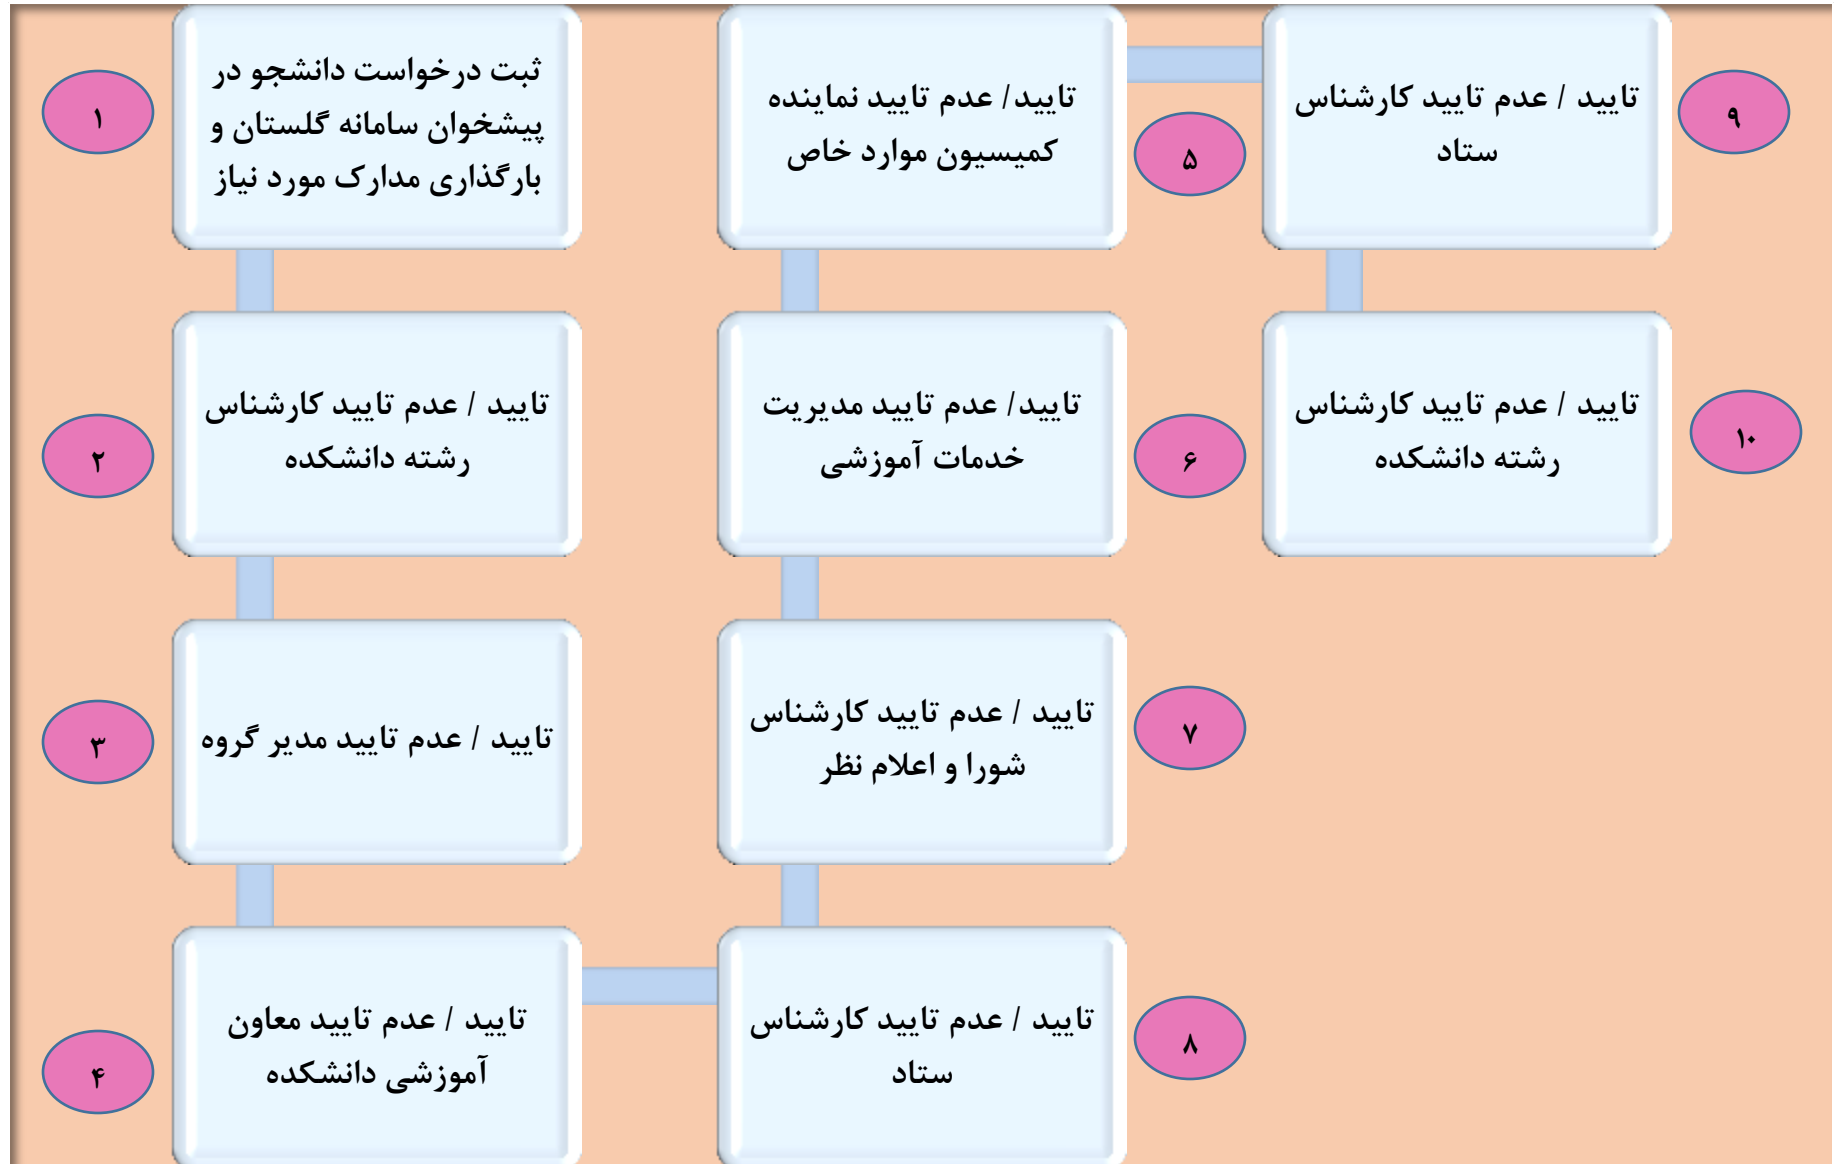 ۱
ثبت درخواست دانشجو در
پیشخوان سامانه گلستان و
بارگذاری مدارک مورد نیاز
۲
تایید / عدم تایید کارشناس
رشته دانشکده
۳
تایید / عدم تایید مدیر گروه
۴
تایید / عدم تایید معاون
آموزشی دانشکده
۵
تایید/ عدم تایید نماینده
کمیسیون موارد خاص
۶
تایید/ عدم تایید مدیریت
خدمات آموزشی
۷
تایید / عدم تایید کارشناس
شورا و اعلام نظر
۸
تایید / عدم تایید کارشناس
ستاد
۹
تایید / عدم تایید کارشناس
ستاد
۱۰
تایید / عدم تایید کارشناس
رشته دانشکده